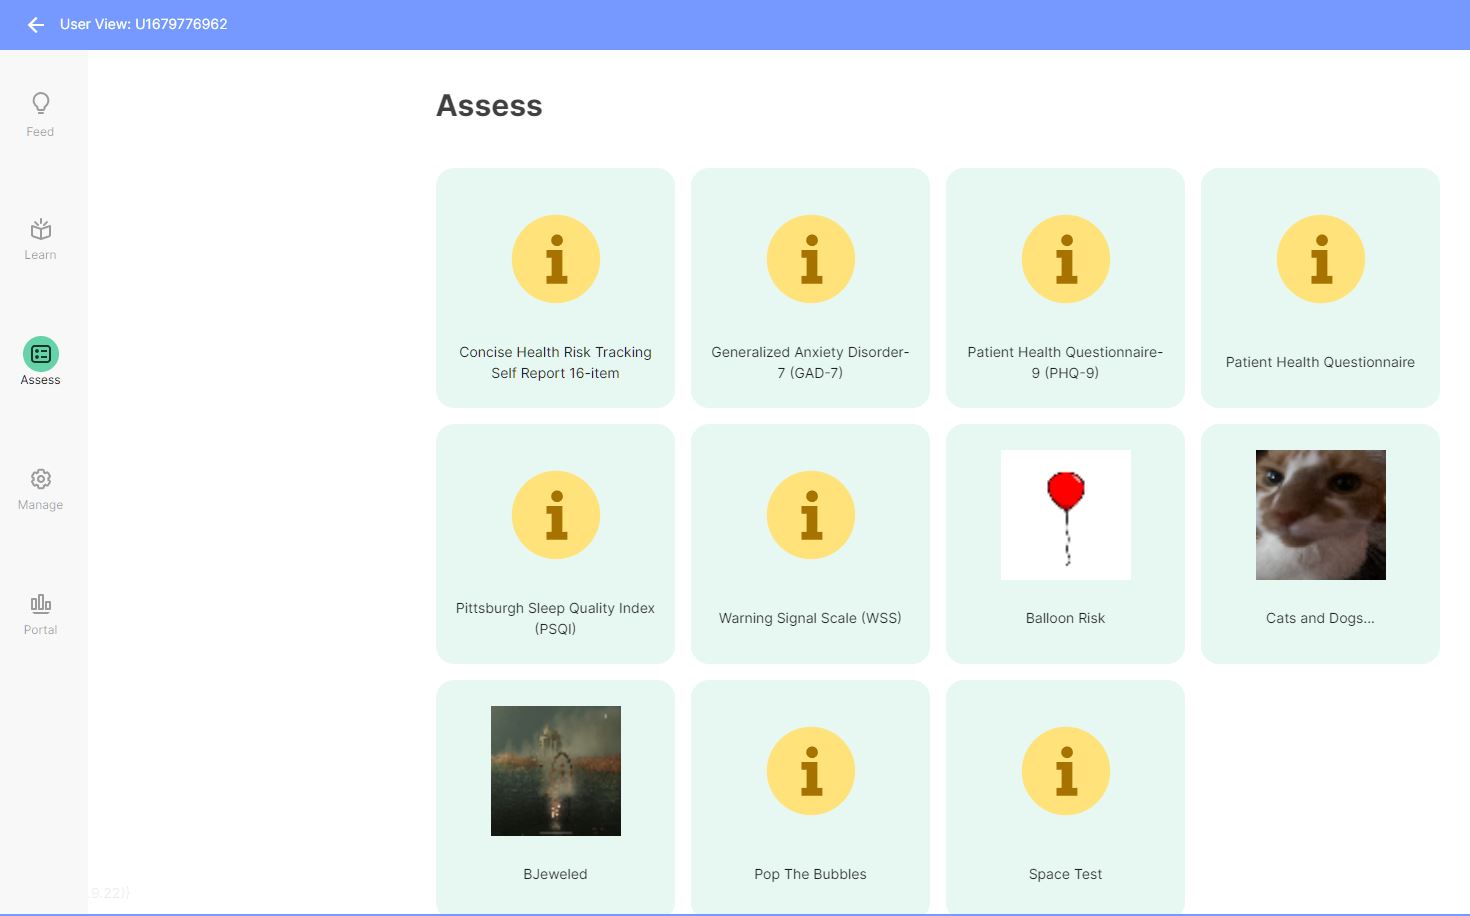 User View: U1679776962
Feed
Learn
Assess
Manage
Portal
Assess
Concise Health Risk Tracking
Self Report 16-item
Generalized Anxiety Disorder-
7 (GAD-7)
Patient Health Questionnaire-
9 (PHQ-9)
Patient Health Questionnaire
Pittsburgh Sleep Quality Index
(PSQI)
Warning Signal Scale (WSS)
Balloon Risk
Cats and Dogs...
BJeweled
Pop The Bubbles
Space Test
.9.22)}